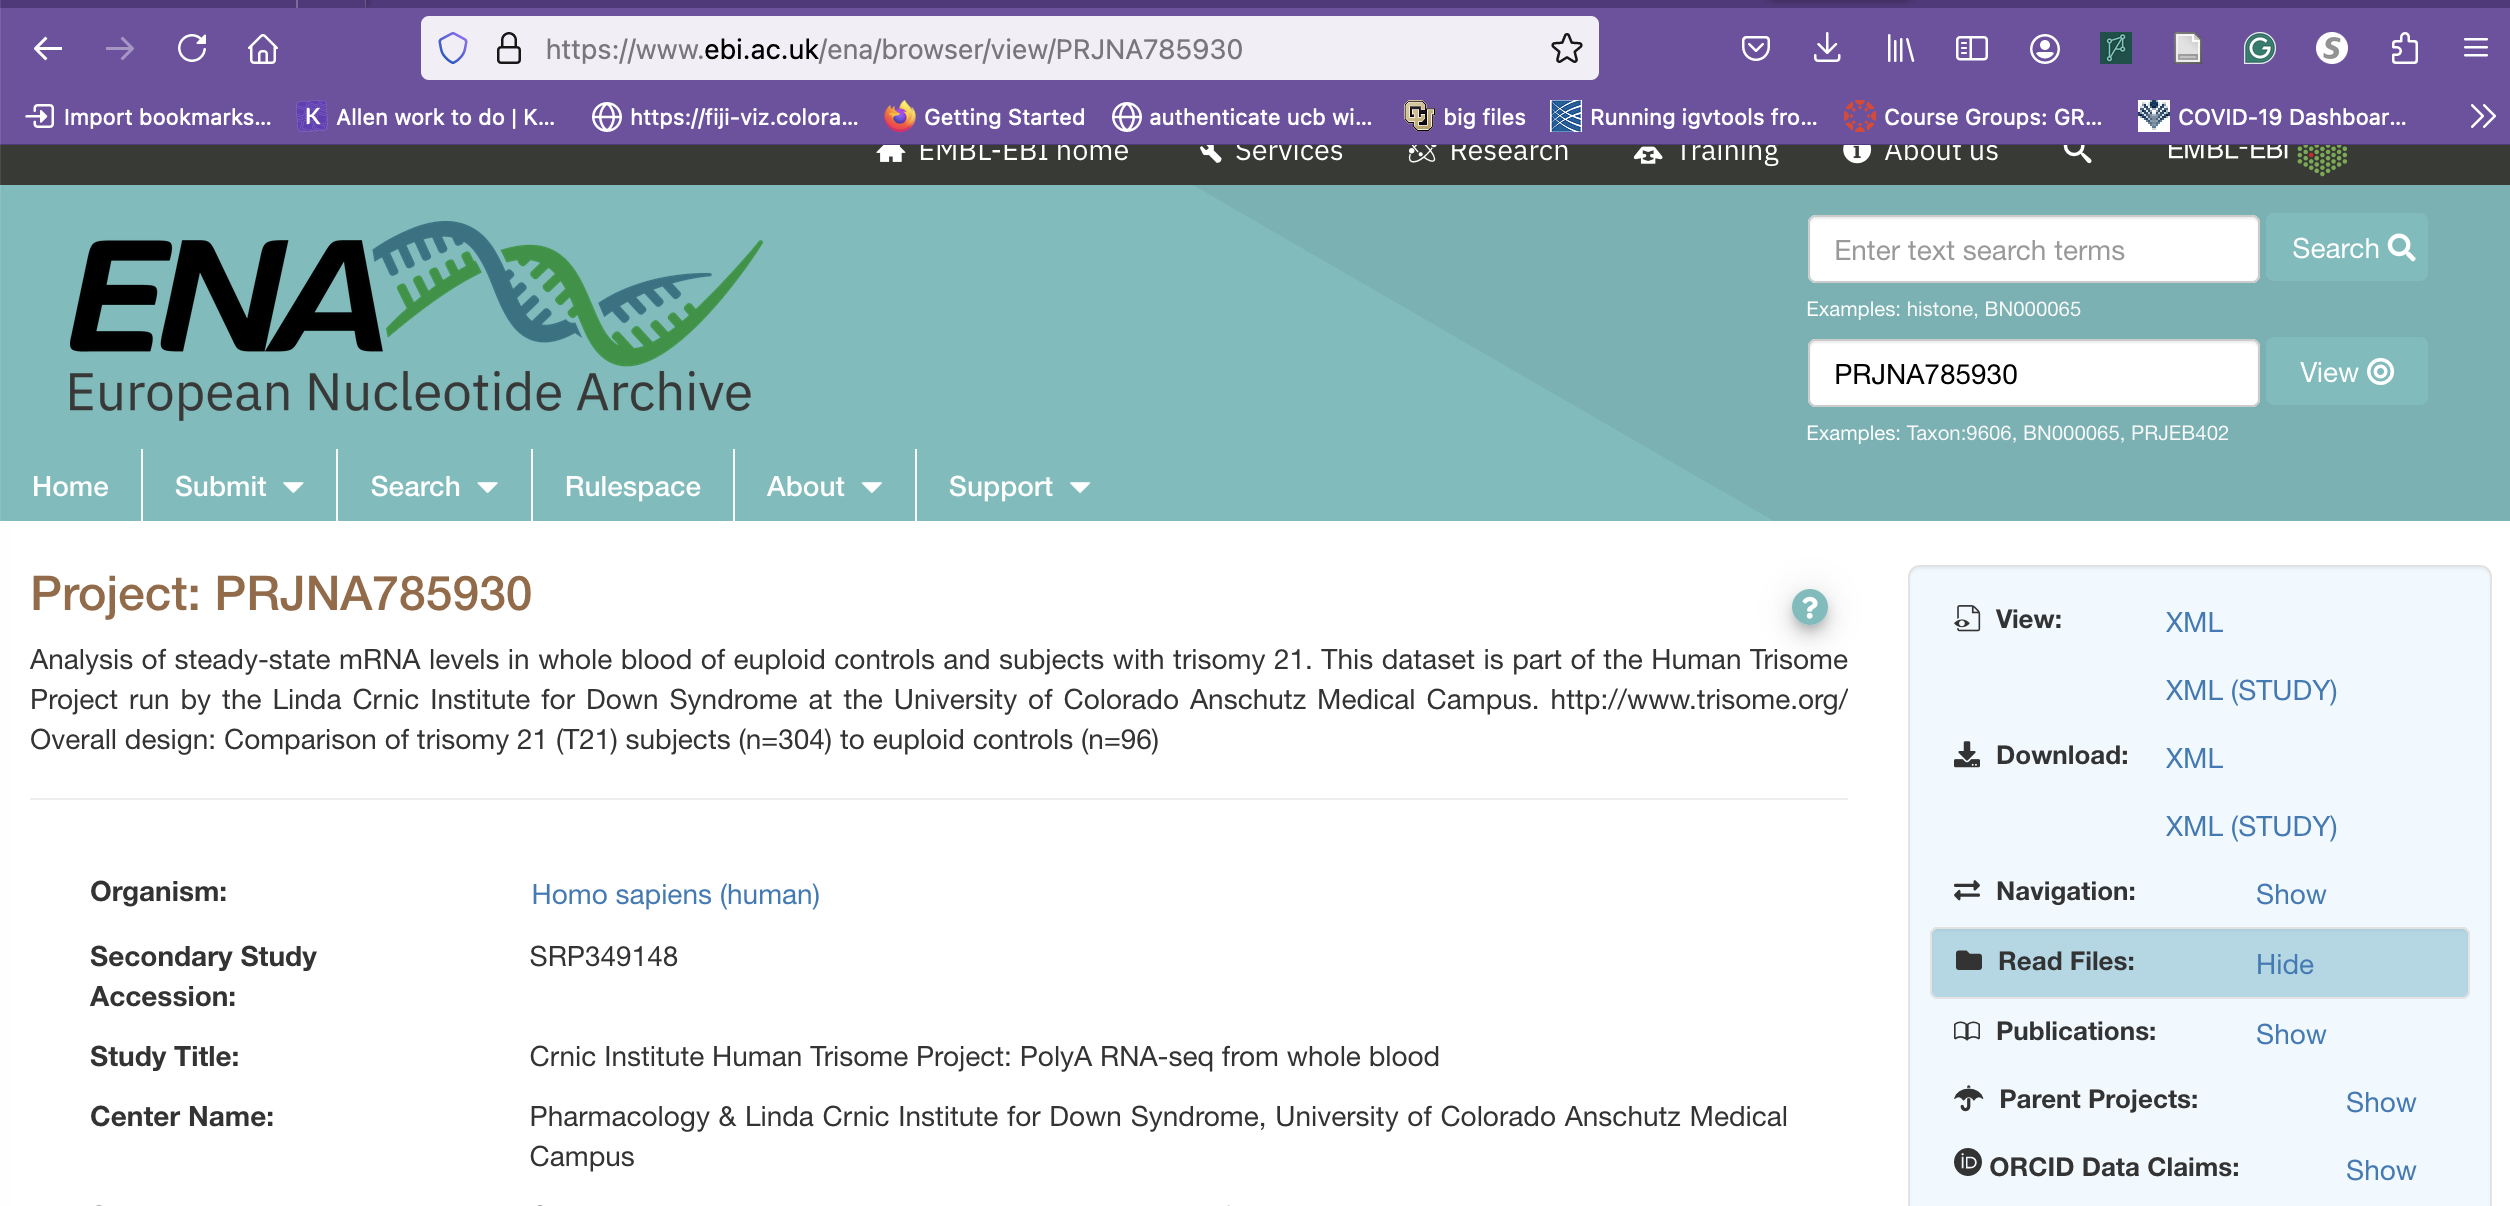 https://www.ebi.ac.uk/ena/browser/view/PRJNA785930
Import bookmarks...
K
Allen work to do | K...
https://fiji-viz.colora...
Getting Started
authenticate ucb wi...
big files
Running igvtools fro...
Course Groups: GR...
COVID-19 Dashboar...
EMBL-EBI home
Services
Research
Training
About us
EMBL-EBI
ENA
European Nucleotide Archive
Enter text search terms
Search
Examples: histone, BN000065
PRJNA785930
View
Examples: Taxon:9606, BN000065, PRJEB402
Home
Submit
Search
Rulespace
About
Support
Project: PRJNA785930
?
Analysis of steady-state mRNA levels in whole blood of euploid controls and subjects with trisomy 21. This dataset is part of the Human Trisome
Project run by the Linda Crnic Institute for Down Syndrome at the University of Colorado Anschutz Medical Campus. http://www.trisome.org/
Overall design: Comparison of trisomy 21 (T21) subjects (n=304) to euploid controls (n=96)
Organism:
Homo sapiens (human)
Secondary Study
Accession:
SRP349148
Study Title:
Crnic Institute Human Trisome Project: PolyA RNA-seq from whole blood
Center Name:
Pharmacology & Linda Crnic Institute for Down Syndrome, University of Colorado Anschutz Medical
Campus
View:
XML
XML (STUDY)
Download:
XML
XML (STUDY)
Navigation:
Show
Read Files:
Hide
Publications:
Show
Parent Projects:
Show
iD
ORCID Data Claims:
Show